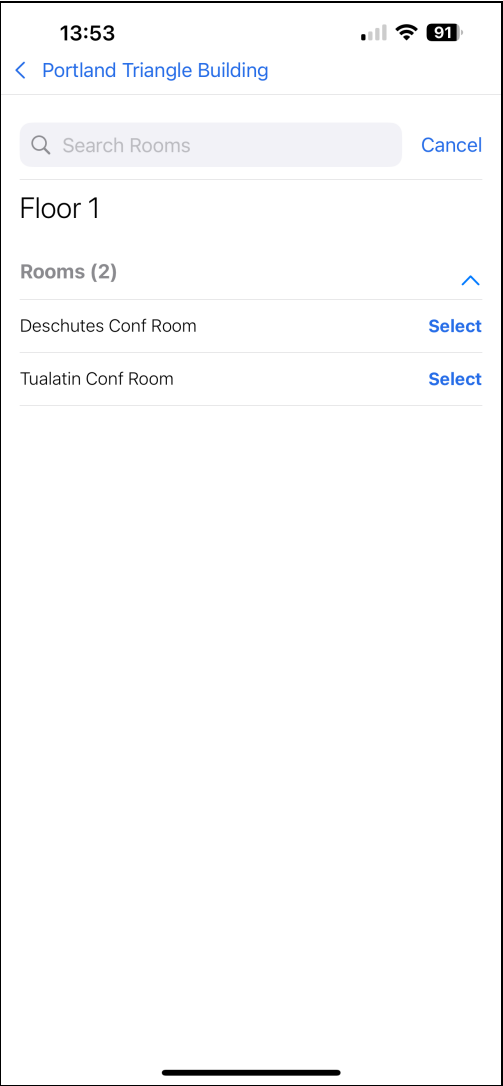 13:53
91
Portland Triangle Building
Search Rooms
Cancel
Floor 1
Rooms (2)
Deschutes Conf Room
Select
Tualatin Conf Room
Select